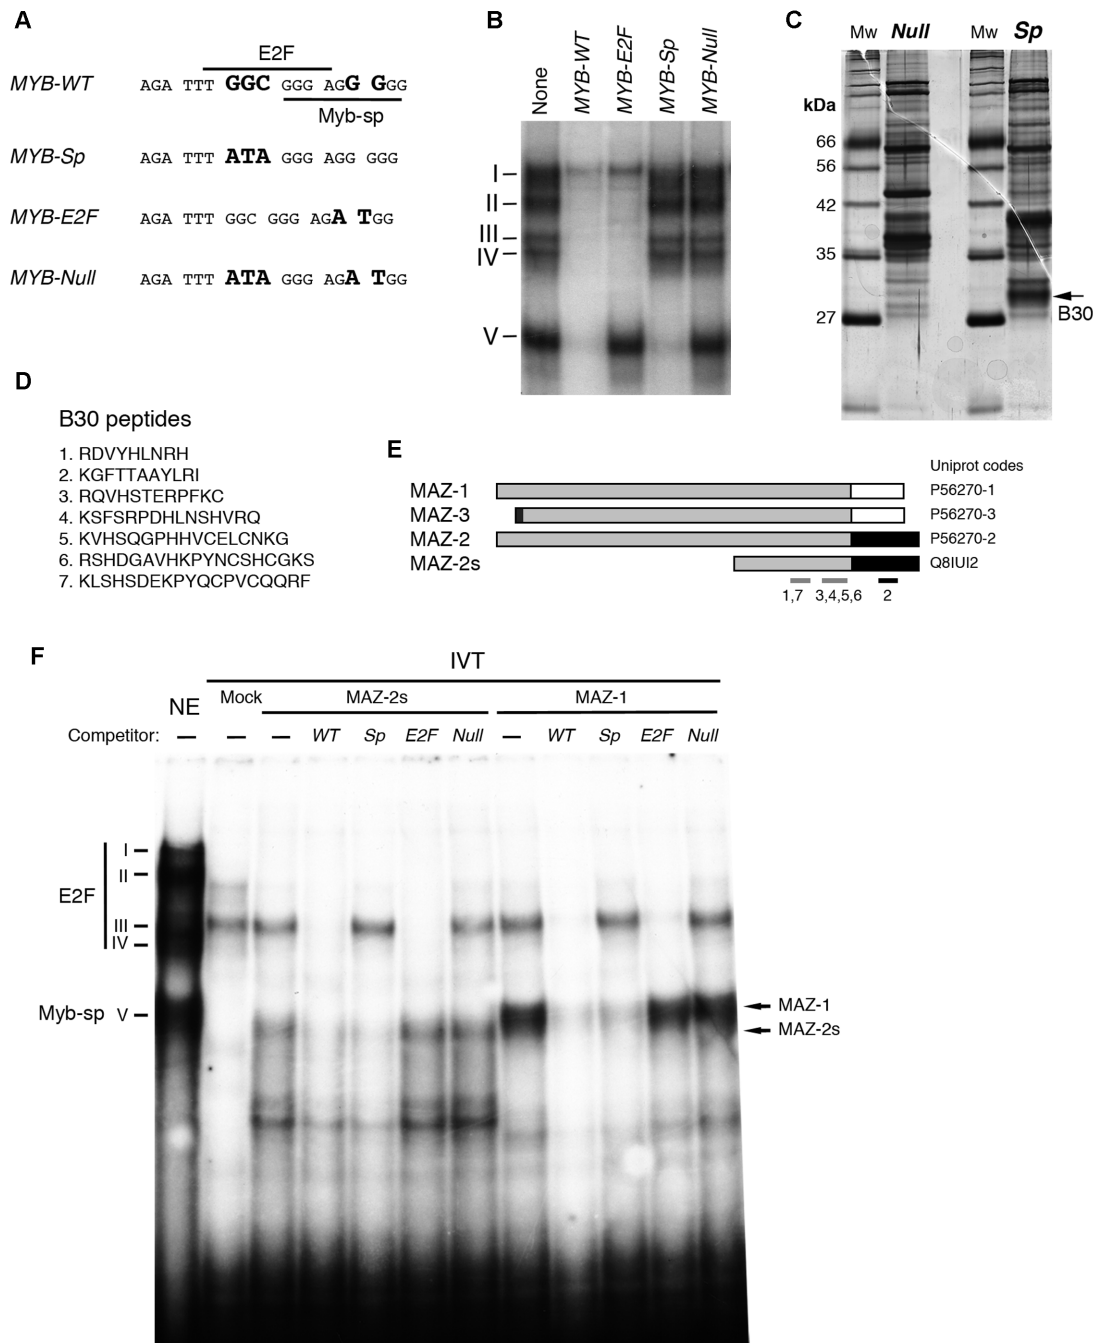 A
E2F
MYB-WT AGA TTT GGC GGG AGG GGG
Myb-sp
MYB-Sp AGA TTT ATA GGG AGG GGG
MYB-E2F AGA TTT GGC GGG AGA TGG
MYB-Null AGA TTT ATA GGG AGA TGG
B
None MYB-WT MYB-E2F MYB-Sp MYB-Null
I
II
III
IV
V
C
Mw Null Mw Sp
kDa
66
56
42
35
27
B30
D
B30 peptides
1. RDVYHLNRH
2. KGFTTAAYLRI
3. RQVHSTERPFKC
4. KSFSRPDHLNSHVRQ
5. KVHSQGPHHVCELCNKG
6. RSHDGAVHKPYNCSHCGKS
7. KLSHSDEKPYQCPVCQQRF
E
Uniprot codes
MAZ-1 P56270-1
MAZ-3 P56270-3
MAZ-2 P56270-2
MAZ-2s Q8IUI2
1,7 3,4,5,6 2
F
IVT
NE Mock MAZ-2s MAZ-1
Competitor: — — — WT Sp E2F Null — WT Sp E2F Null
E2F
I
II
III
IV
Myb-sp V
MAZ-1
MAZ-2s